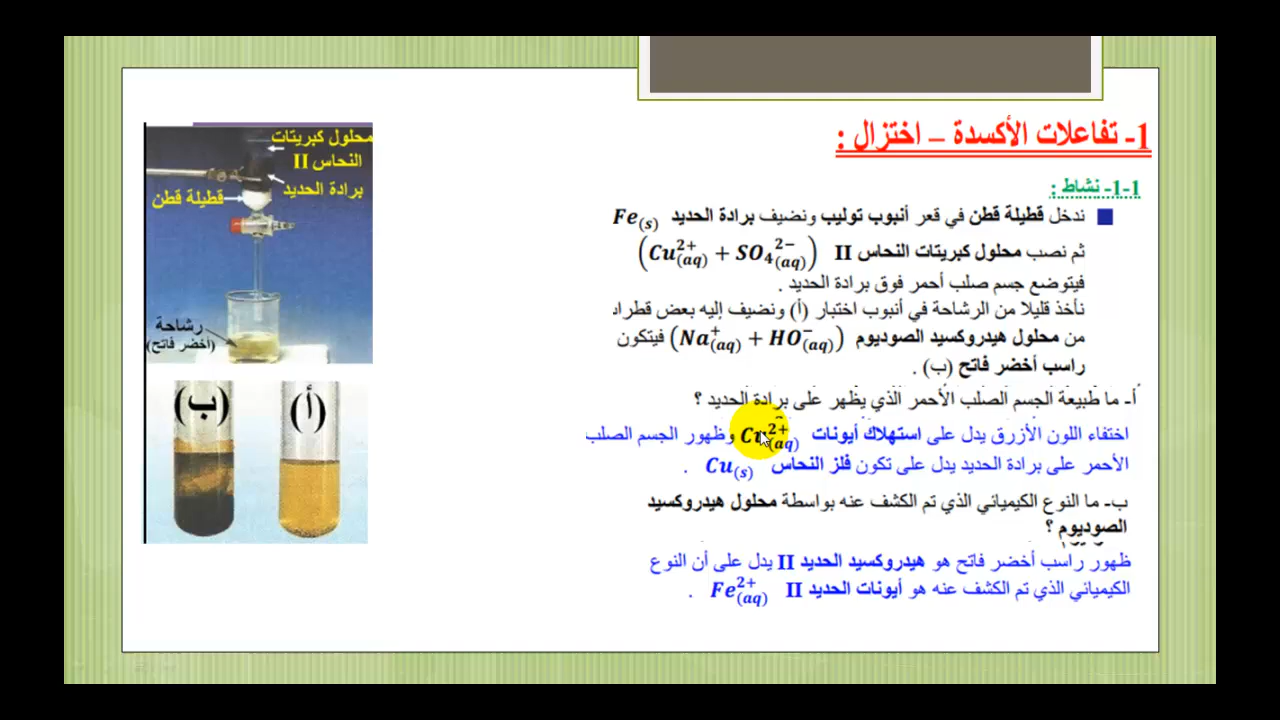 1- تفاعلات الأكسدة – اختزال :
1-1- نشاط :
ندخل قطيلة قطن في قعر أنبوب توليب ونضيف برادة الحديد Fe(s)
ثم نصب محلول كبريتات النحاس II (Cu²⁺(aq) + SO₄²⁻(aq))
فيتوضع جسم صلب أحمر فوق برادة الحديد .
نأخذ قليلا من الرشاحة في أنبوب اختبار (أ) ونضيف إليه بعض قطرات
من محلول هيدروكسيد الصوديوم (Na⁺(aq) + HO⁻(aq)) فيتكون
راسب أخضر فاتح (ب) .
أ- ما طبيعة الجسم الصلب الأحمر الذي يظهر على برادة الحديد ؟
اختفاء اللون الأزرق يدل على استهلاك أيونات Cu²⁺(aq) وظهور الجسم الصلب
الأحمر على برادة الحديد يدل على تكون فلز النحاس Cu(s) .
ب- ما النوع الكيميائي الذي تم الكشف عنه بواسطة محلول هيدروكسيد
الصوديوم ؟
ظهور راسب أخضر فاتح هو هيدروكسيد الحديد II يدل على أن النوع
الكيميائي الذي تم الكشف عنه هو أيونات الحديد II Fe²⁺(aq) .
محلول كبريتات
النحاس II
برادة الحديد
قطيلة قطن
رشاحة
(أخضر فاتح)
(أ)
(ب)